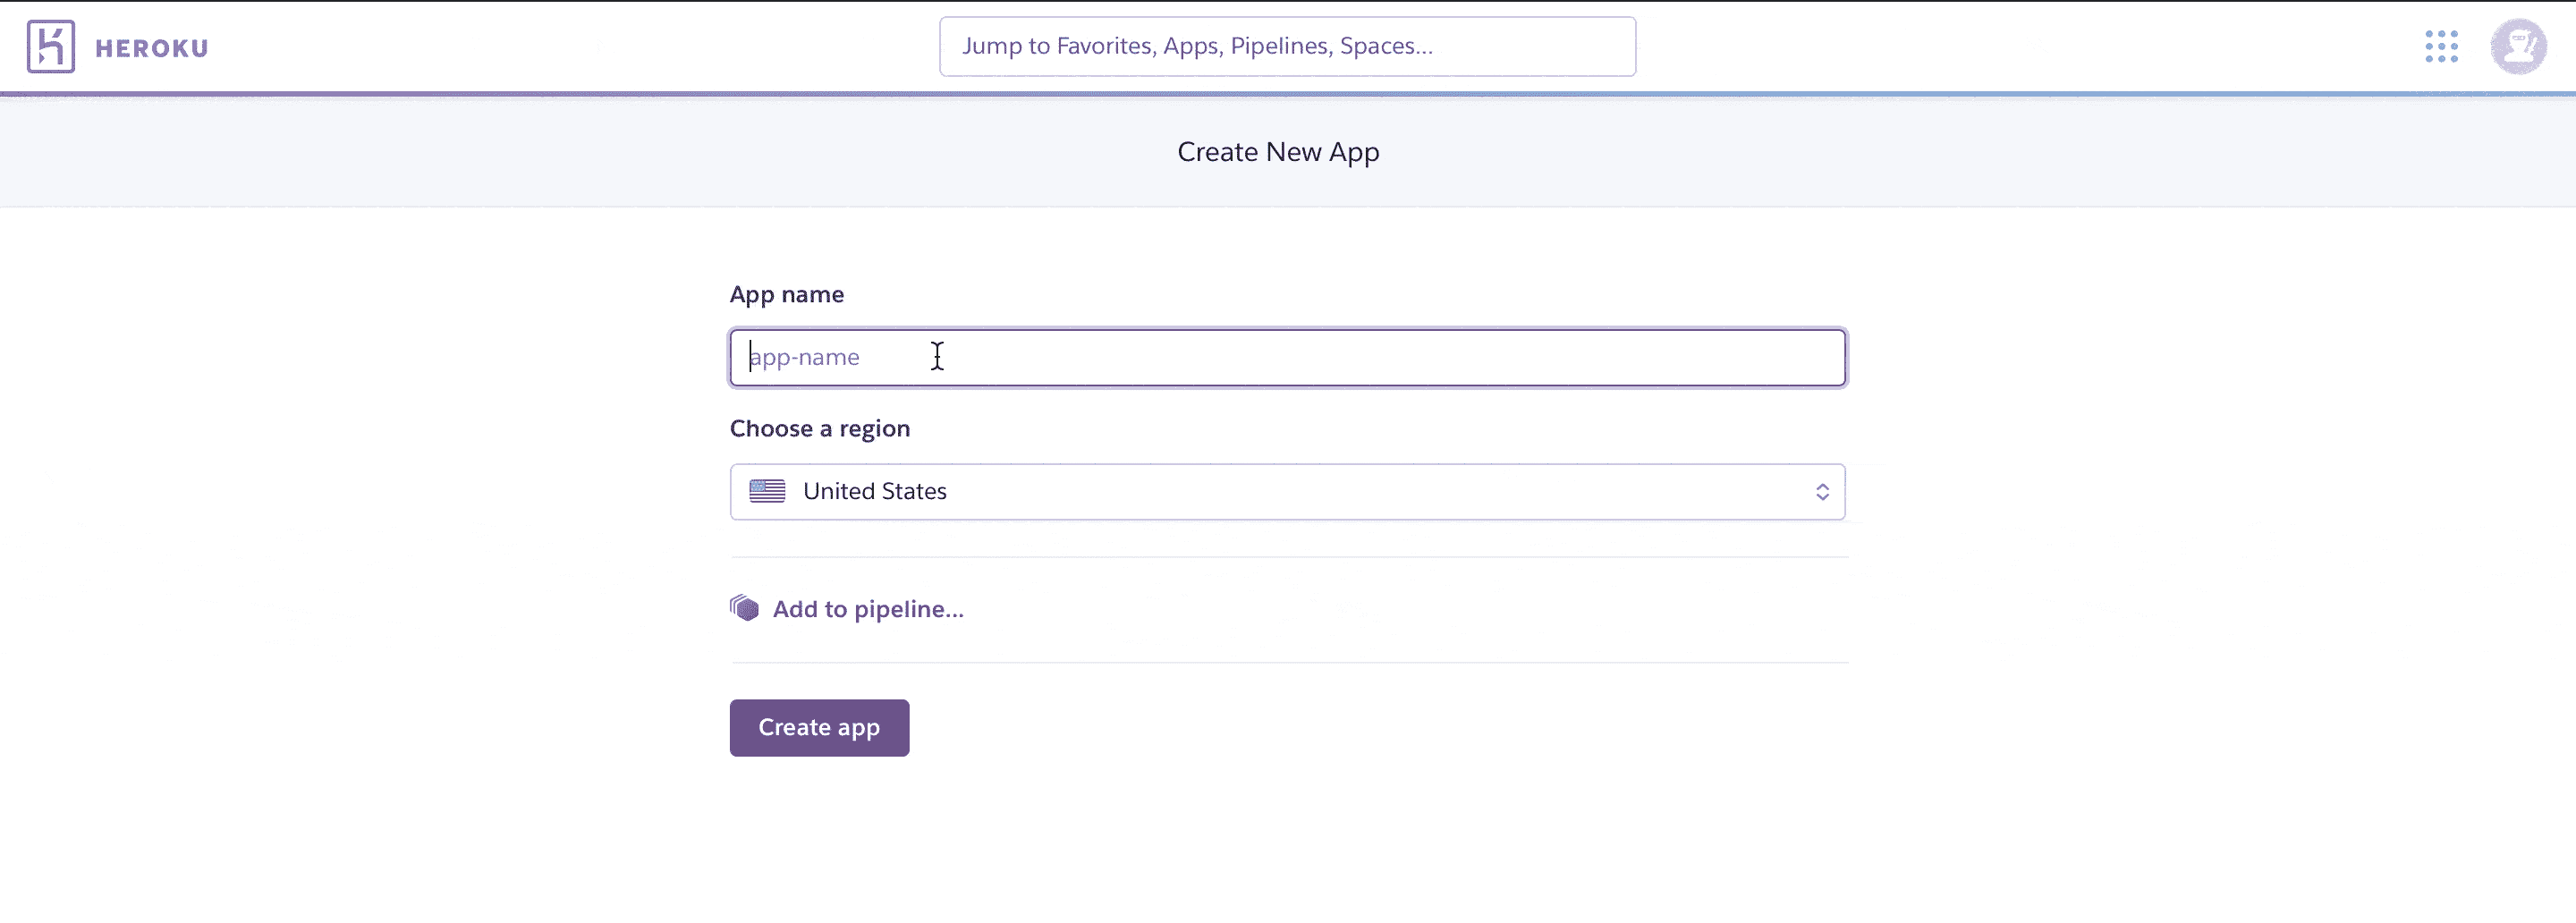 HEROKU
Jump to Favorites, Apps, Pipelines, Spaces...
Create New App
App name
app-name
Choose a region
United States
Add to pipeline...
Create app